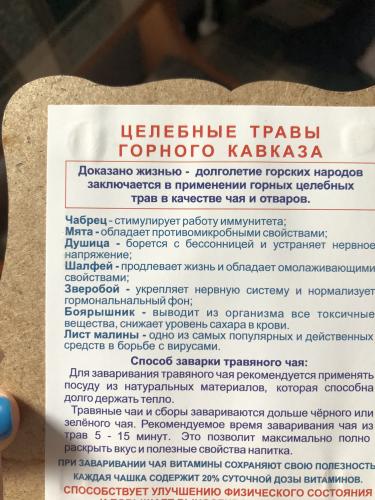 ЦЕЛЕБНЫЕ ТРАВЫ
ГОРНОГО КАВКАЗА
Доказано жизнью - долголетие горских народов
заключается в применении горных целебных
трав в качестве чая и отваров.
Чабрец - стимулирует работу иммунитета;
Мята - обладает противомикробными свойствами;
Душица - борется с бессонницей и устраняет нервное
напряжение;
Шалфей - продлевает жизнь и обладает омолаживающими
свойствами;
Зверобой - укрепляет нервную систему и нормализует
гормональный фон;
Боярышник - выводит из организма все токсичные
вещества, снижает уровень сахара в крови.
Лист малины - одно из самых популярных и действенных
средств в борьбе с вирусами.
Способ заварки травяного чая:
Для заваривания травяного чая рекомендуется применять
посуду из натуральных материалов, которая способна
долго держать тепло.
Травяные чаи и сборы завариваются дольше чёрного или
зелёного чая. Рекомендуемое время заваривания чая из
трав 5 - 15 минут. Это позволит максимально полно
раскрыть вкус и полезные свойства напитка.
ПРИ ЗАВАРИВАНИИ ЧАЯ ВИТАМИНЫ СОХРАНЯЮТ СВОЮ ПОЛЕЗНОСТЬ
КАЖДАЯ ЧАШКА СОДЕРЖИТ 20% СУТОЧНОЙ ДОЗЫ ВИТАМИНОВ.
СПОСОБСТВУЕТ УЛУЧШЕНИЮ ФИЗИЧЕСКОГО СОСТОЯНИЯ